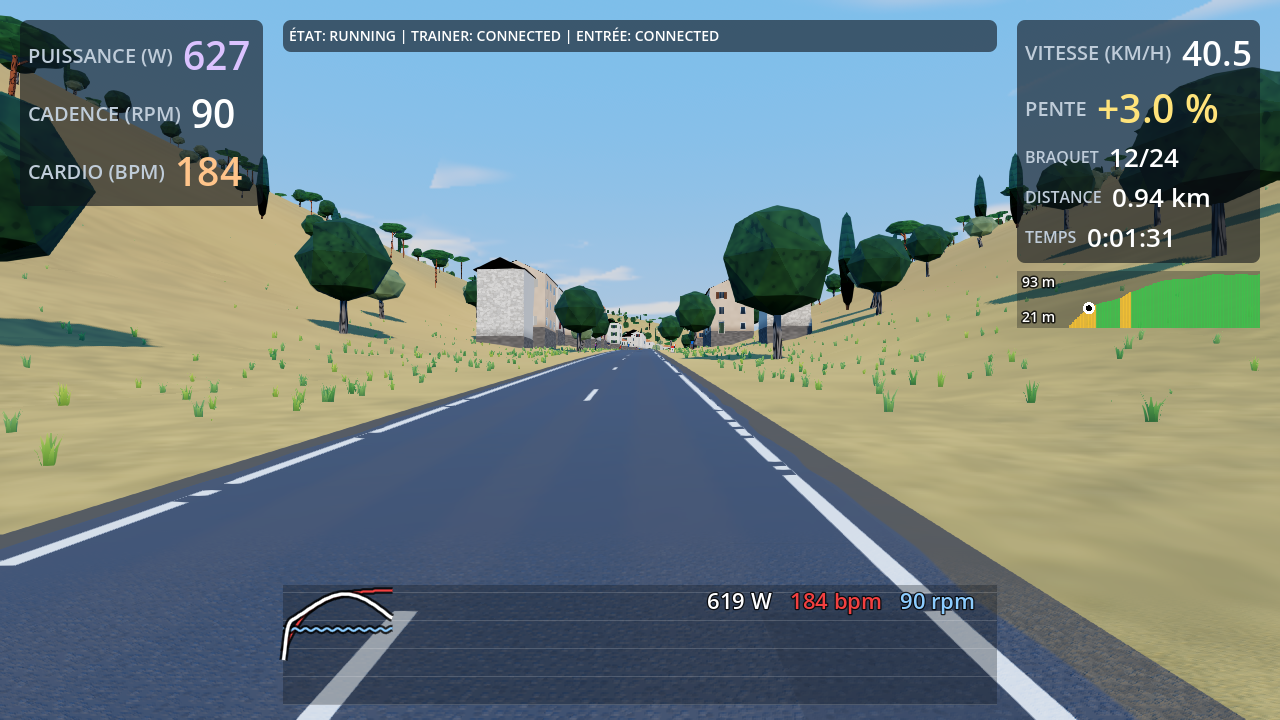 PUISSANCE (W) 627
CADENCE (RPM) 90
CARDIO (BPM) 184
ÉTAT: RUNNING | TRAINER: CONNECTED | ENTRÉE: CONNECTED
VITESSE (KM/H) 40.5
PENTE +3.0 %
BRAQUET 12/24
DISTANCE 0.94 km
TEMPS 0:01:31
93 m
21 m
619 W 184 bpm 90 rpm